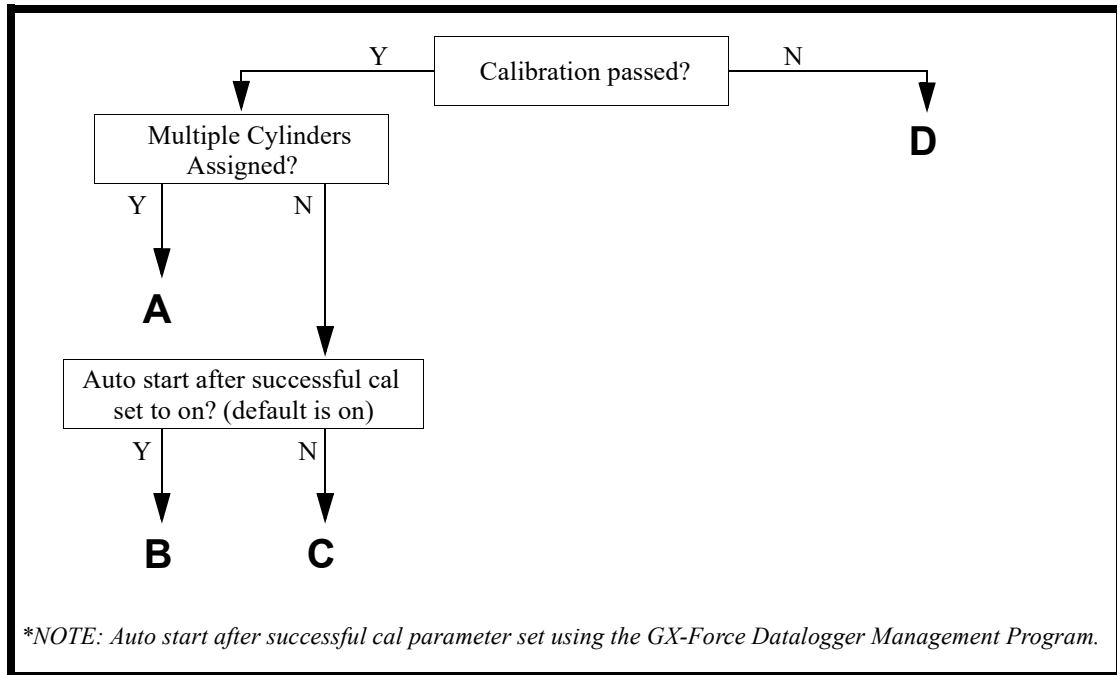 Y
Calibration passed?
N
Multiple Cylinders
Assigned?
D
Y
N
A
Auto start after successful cal
set to on? (default is on)
Y
N
B
C
*NOTE: Auto start after successful cal parameter set using the GX-Force Datalogger Management Program.